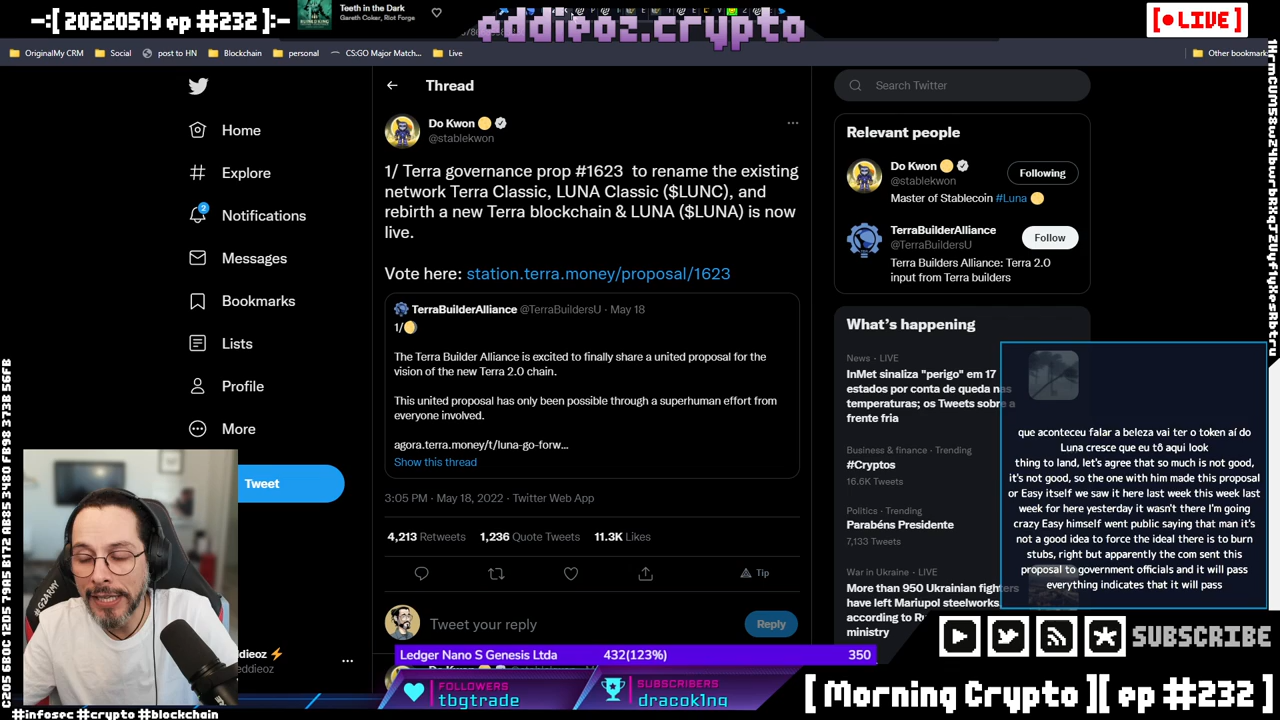 -:[ 20220519 ep #232 ]:-
Teeth in the Dark
Gareth Coker, Riot Forge
eddieoz.crypto
[ LIVE ]
OriginalMy CRM
Social
post to HN
Blockchain
personal
CS:GO Major Match...
Live
Other bookmark
Home
Explore
2
Notifications
Messages
Bookmarks
Lists
Profile
More
Tweet
ddieoz
eddieoz
Thread
Do Kwon
@stablekwon
1/ Terra governance prop #1623 to rename the existing
network Terra Classic, LUNA Classic ($LUNC), and
rebirth a new Terra blockchain & LUNA ($LUNA) is now
live.
Vote here: station.terra.money/proposal/1623
TerraBuilderAlliance @TerraBuildersU · May 18
1/
The Terra Builder Alliance is excited to finally share a united proposal for the
vision of the new Terra 2.0 chain.
This united proposal has only been possible through a superhuman effort from
everyone involved.
agora.terra.money/t/luna-go-forw...
Show this thread
3:05 PM · May 18, 2022 · Twitter Web App
4,213 Retweets 1,236 Quote Tweets 11.3K Likes
Tip
Tweet your reply
Reply
Search Twitter
Relevant people
Do Kwon
@stablekwon
Following
Master of Stablecoin #Luna
TerraBuilderAlliance
@TerraBuildersU
Follow
Terra Builders Alliance: Terra 2.0
input from Terra builders
What's happening
News · LIVE
InMet sinaliza "perigo" em 17
estados por conta de queda nas
temperaturas; os Tweets sobre a
frente fria
Business & finance · Trending
#Cryptos
16.6K Tweets
Politics · Trending
Parabéns Presidente
7,133 Tweets
War in Ukraine · LIVE
More than 950 Ukrainian fighters
have left Mariupol steelworks,
according to Ru
ministry
que aconteceu falar a beleza vai ter o token aí do
Luna cresce que eu tô aqui look
thing to land, let's agree that so much is not good,
it's not good, so the one with him made this proposal
or Easy itself we saw it here last week this week last
week for here yesterday it wasn't there I'm going
crazy Easy himself went public saying that man it's
not a good idea to force the ideal there is to burn
stubs, right but apparently the com sent this
proposal to government officials and it will pass
everything indicates that it will pass
SUBSCRIBE
Ledger Nano S Genesis Ltda 432(123%) 350
FOLLOWERS
tbgtrade
SUBSCRIBERS
dracok1ng
[ Morning Crypto ][ ep #232 ]
#infosec #crypto #blockchain